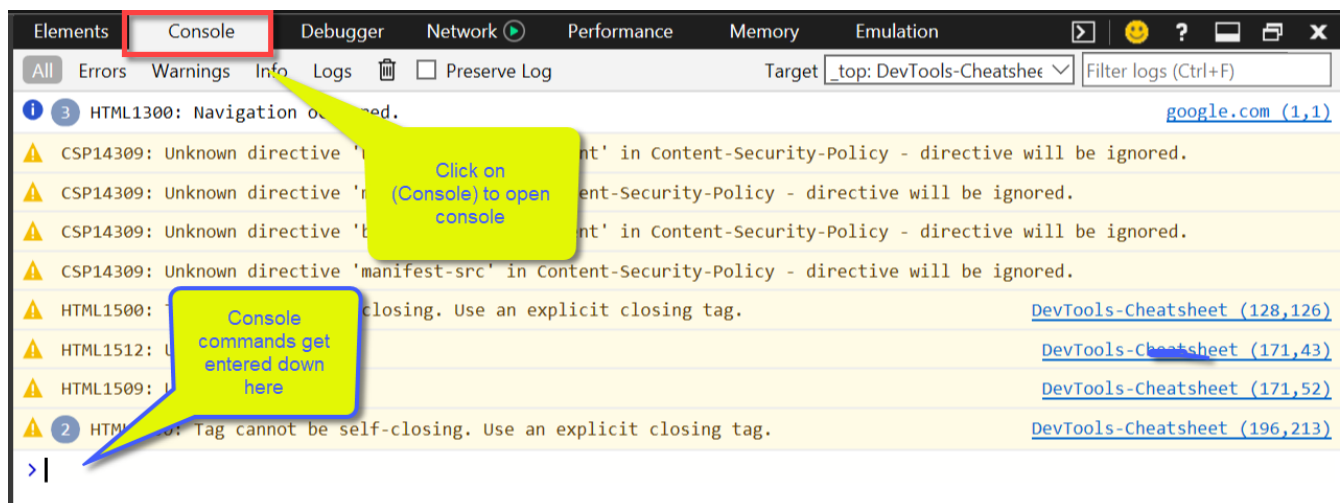 Elements Console Debugger Network Performance Memory Emulation ?
All Errors Warnings Info Logs Preserve Log Target _top: DevTools-Cheatshee Filter logs (Ctrl+F)
3 HTML1300: Navigation google.com (1,1)
CSP14309: Unknown directive ' in Content-Security-Policy - directive will be ignored.
Click on
(Console) to open
console
CSP14309: Unknown directive ' Content-Security-Policy - directive will be ignored.
CSP14309: Unknown directive ' in Content-Security-Policy - directive will be ignored.
CSP14309: Unknown directive 'manifest-src' in Content-Security-Policy - directive will be ignored.
HTML1500: closing. Use an explicit closing tag. DevTools-Cheatsheet (128,126)
Console
commands get
entered down
here
HTML1512: DevTools-Cheatsheet (171,43)
HTML1509: DevTools-Cheatsheet (171,52)
2 Tag cannot be self-closing. Use an explicit closing tag. DevTools-Cheatsheet (196,213)
>